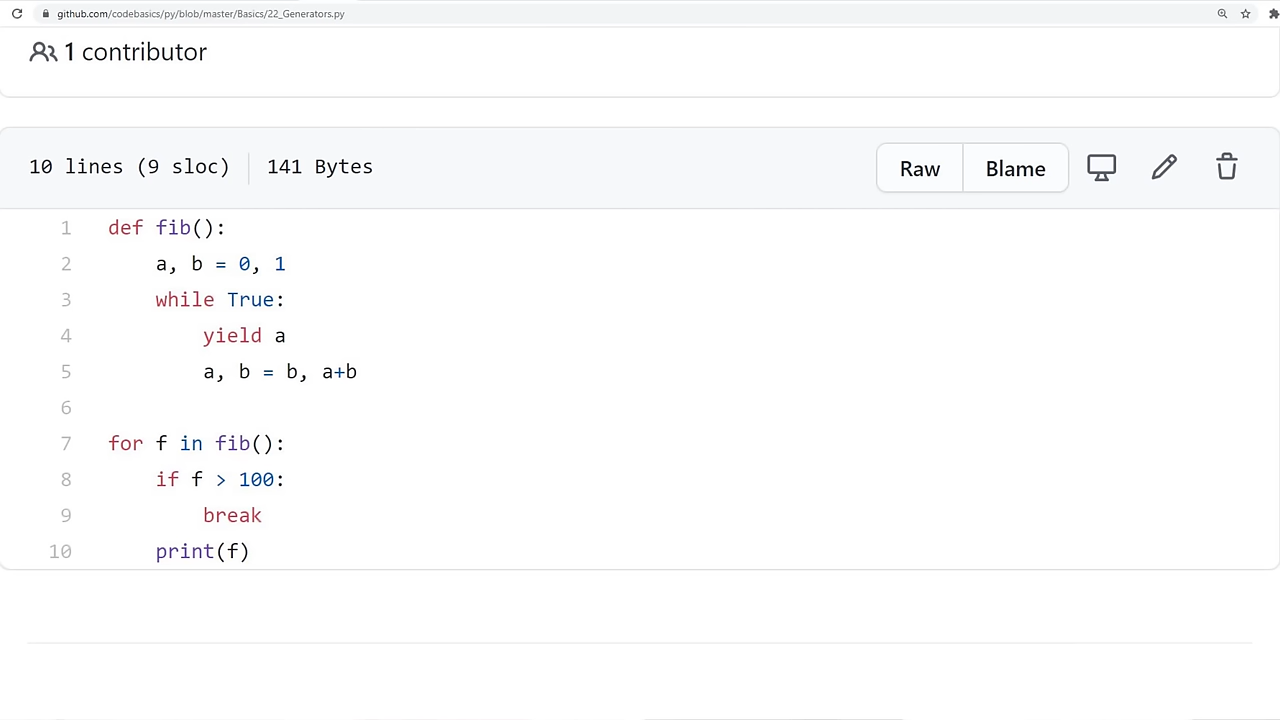 github.com/codebasics/py/blob/master/Basics/22_Generators.py
1 contributor
10 lines (9 sloc) 141 Bytes Raw Blame
1 def fib():
2     a, b = 0, 1
3     while True:
4         yield a
5         a, b = b, a+b
6
7 for f in fib():
8     if f > 100:
9         break
10     print(f)